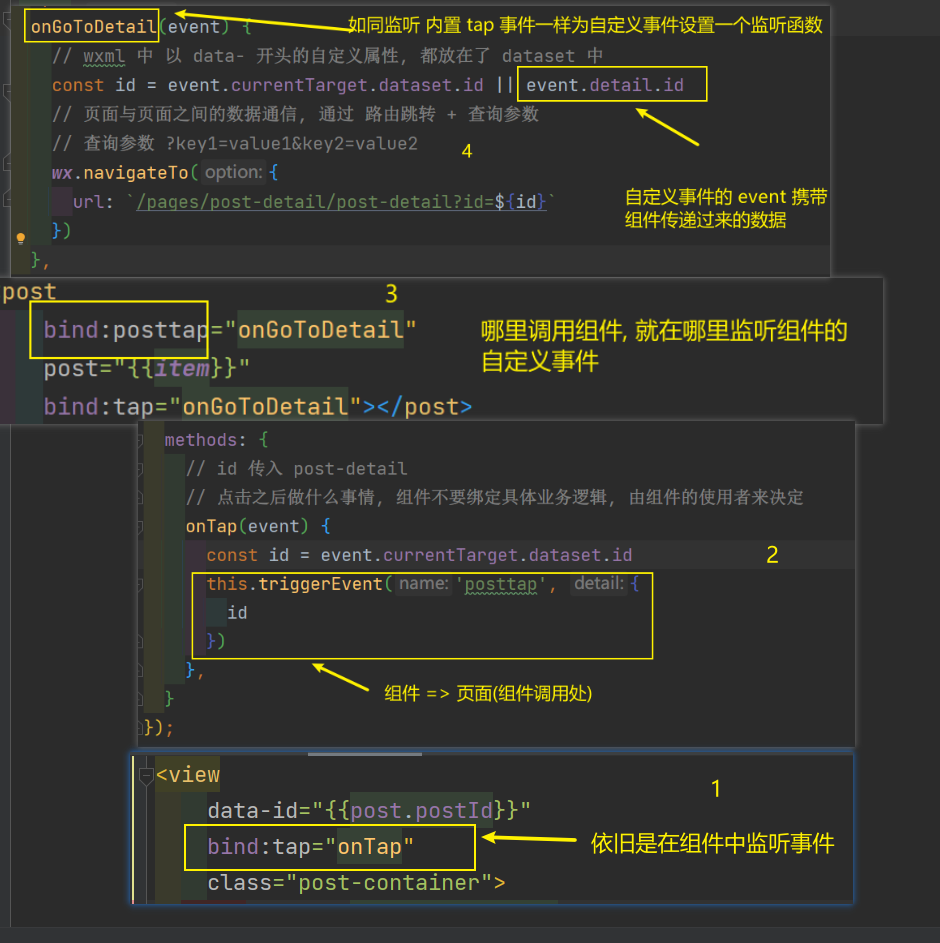 onGoToDetail(event) {
如同监听 内置 tap 事件一样为自定义事件设置一个监听函数
// wxml 中 以 data- 开头的自定义属性, 都放在了 dataset 中
const id = event.currentTarget.dataset.id || event.detail.id
// 页面与页面之间的数据通信, 通过 路由跳转 + 查询参数
// 查询参数 ?key1=value1&key2=value2
4
wx.navigateTo( option: {
url: `/pages/post-detail/post-detail?id=${id}`
})
},
自定义事件的 event 携带
组件传递过来的数据
post
3
bind:posttap="onGoToDetail"
post="{{item}}"
bind:tap="onGoToDetail"></post>
哪里调用组件, 就在哪里监听组件的
自定义事件
methods: {
// id 传入 post-detail
// 点击之后做什么事情, 组件不要绑定具体业务逻辑, 由组件的使用者来决定
onTap(event) {
const id = event.currentTarget.dataset.id
2
this.triggerEvent( name: 'posttap', detail: {
id
})
},
组件 => 页面(组件调用处)
}
});
<view
1
data-id="{{post.postId}}"
bind:tap="onTap"
依旧是在组件中监听事件
class="post-container">